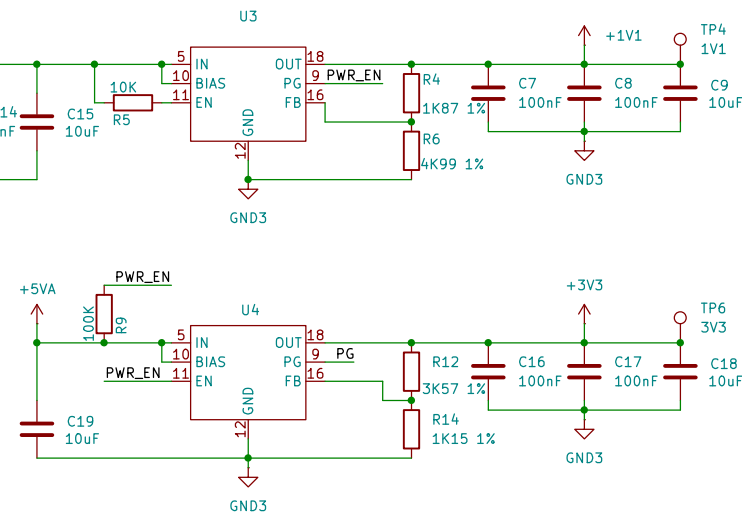 U3
+1V1
TP4
1V1
5
IN
OUT
18
10
BIAS
PG
9
PWR_EN
11
EN
FB
16
10K
R5
14
nF
C15
10uF
GND
12
GND3
R4
1K87 1%
R6
4K99 1%
C7
100nF
C8
100nF
C9
10uF
GND3
PWR_EN
+5VA
100K
R9
U4
+3V3
TP6
3V3
5
IN
OUT
18
10
BIAS
PG
9
PG
PWR_EN
11
EN
FB
16
GND
12
GND3
C19
10uF
R12
3K57 1%
R14
1K15 1%
C16
100nF
C17
100nF
C18
10uF
GND3